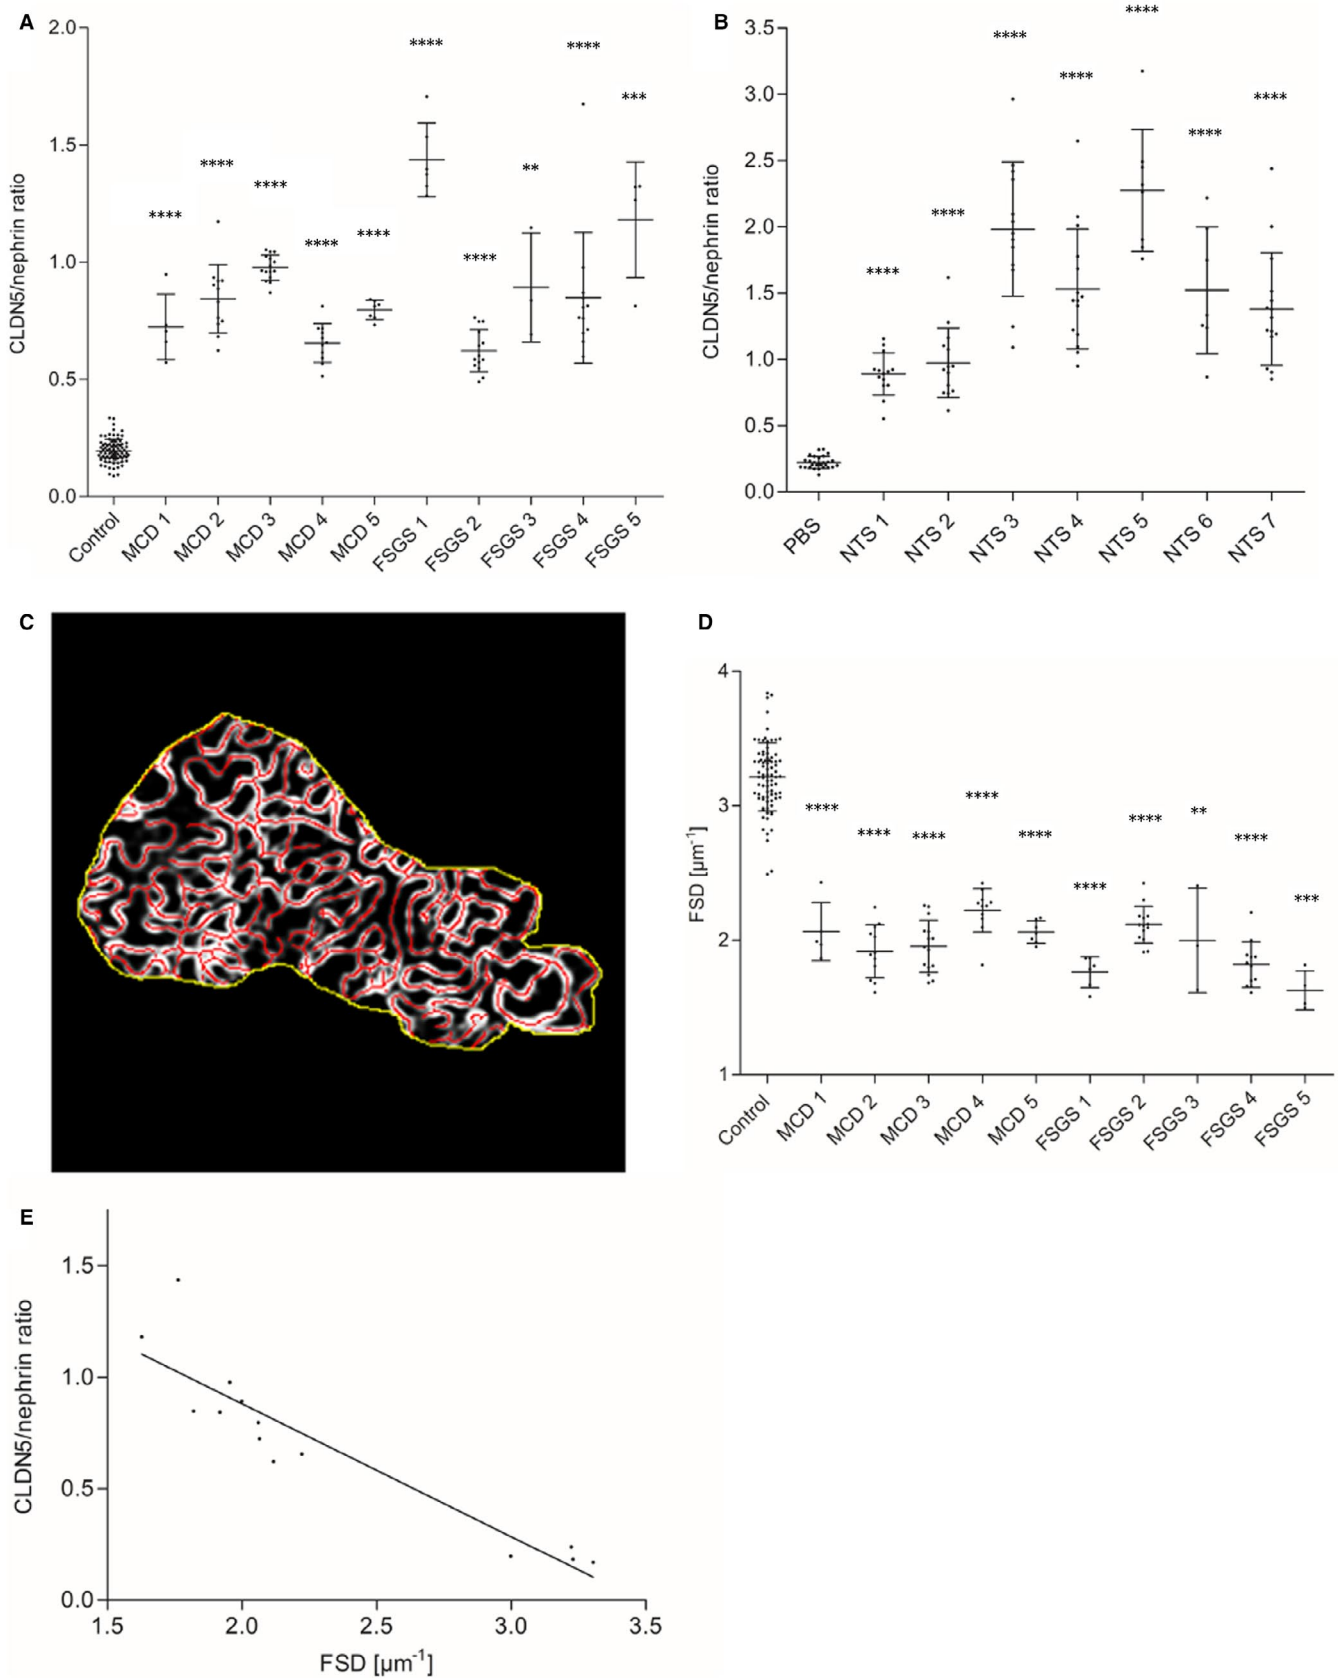 A
CLDN5/nephrin ratio
2.0
1.5
1.0
0.5
0.0
****
****
****
****
****
****
****
**
****
***
Control
MCD 1
MCD 2
MCD 3
MCD 4
MCD 5
FSGS 1
FSGS 2
FSGS 3
FSGS 4
FSGS 5
B
CLDN5/nephrin ratio
3.5
3.0
2.5
2.0
1.5
1.0
0.5
0.0
****
****
****
****
****
****
****
PBS
NTS 1
NTS 2
NTS 3
NTS 4
NTS 5
NTS 6
NTS 7
C
D
FSD [µm⁻¹]
4
3
2
1
****
****
****
****
****
****
****
**
****
***
Control
MCD 1
MCD 2
MCD 3
MCD 4
MCD 5
FSGS 1
FSGS 2
FSGS 3
FSGS 4
FSGS 5
E
CLDN5/nephrin ratio
1.5
1.0
0.5
0.0
1.5 2.0 2.5 3.0 3.5
FSD [µm⁻¹]